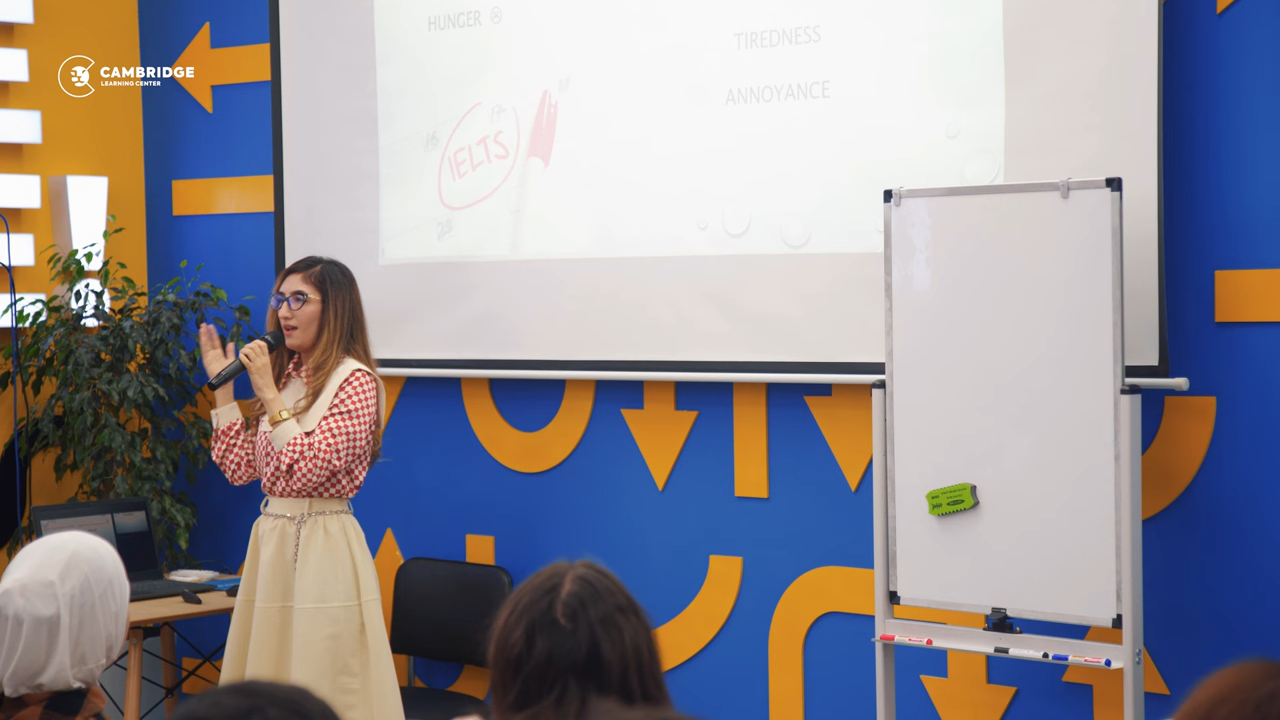 CAMBRIDGE
LEARNING CENTER
HUNGER ☹
TIREDNESS
ANNOYANCE
IELTS